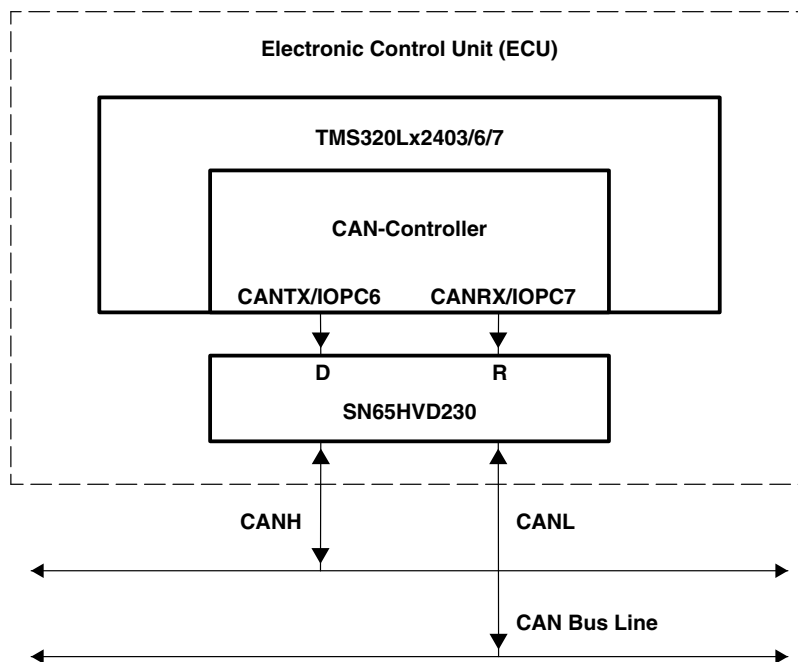 Electronic Control Unit (ECU)
TMS320Lx2403/6/7
CAN-Controller
CANTX/IOPC6 CANRX/IOPC7
D R
SN65HVD230
CANH CANL
CAN Bus Line